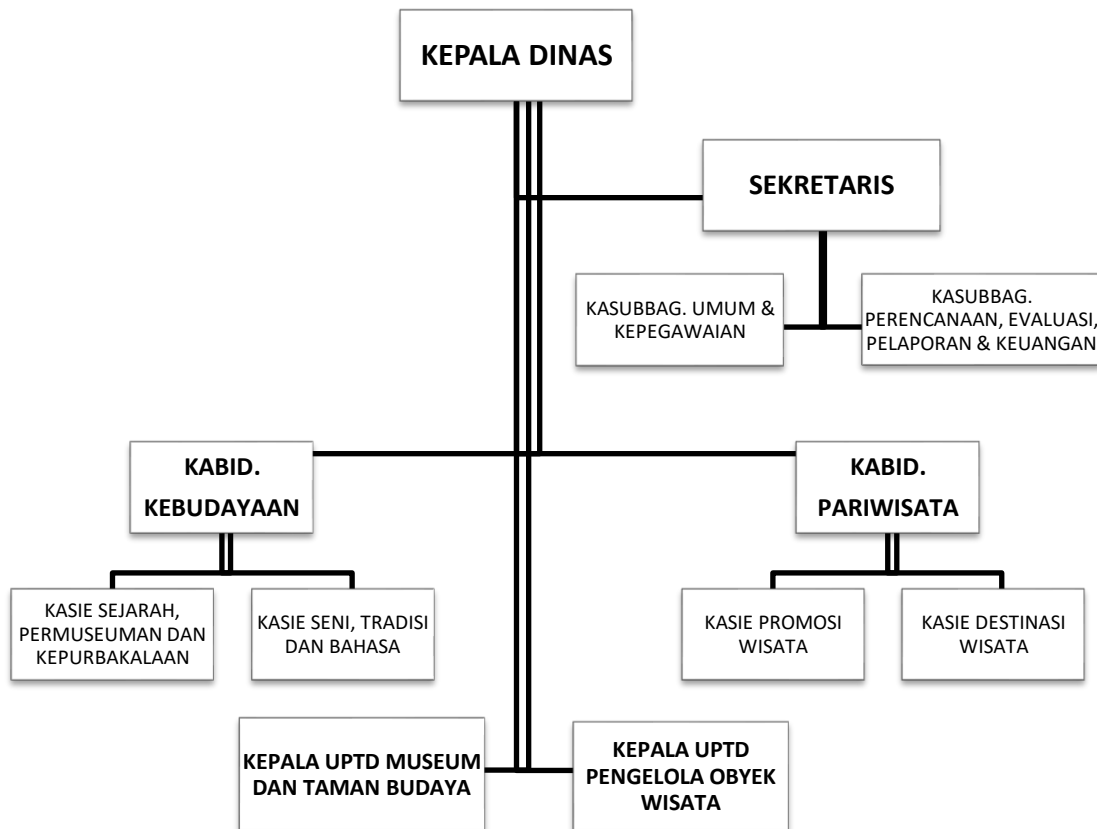 KEPALA DINAS
SEKRETARIS
KASUBBAG. UMUM &
KEPEGAWAIAN
KASUBBAG.
PERENCANAAN, EVALUASI,
PELAPORAN & KEUANGAN
KABID.
KEBUDAYAAN
KABID.
PARIWISATA
KASIE SEJARAH,
PERMUSEUMAN DAN
KEPURBAKALAAN
KASIE SENI, TRADISI
DAN BAHASA
KASIE PROMOSI
WISATA
KASIE DESTINASI
WISATA
KEPALA UPTD MUSEUM
DAN TAMAN BUDAYA
KEPALA UPTD
PENGELOLA OBYEK
WISATA